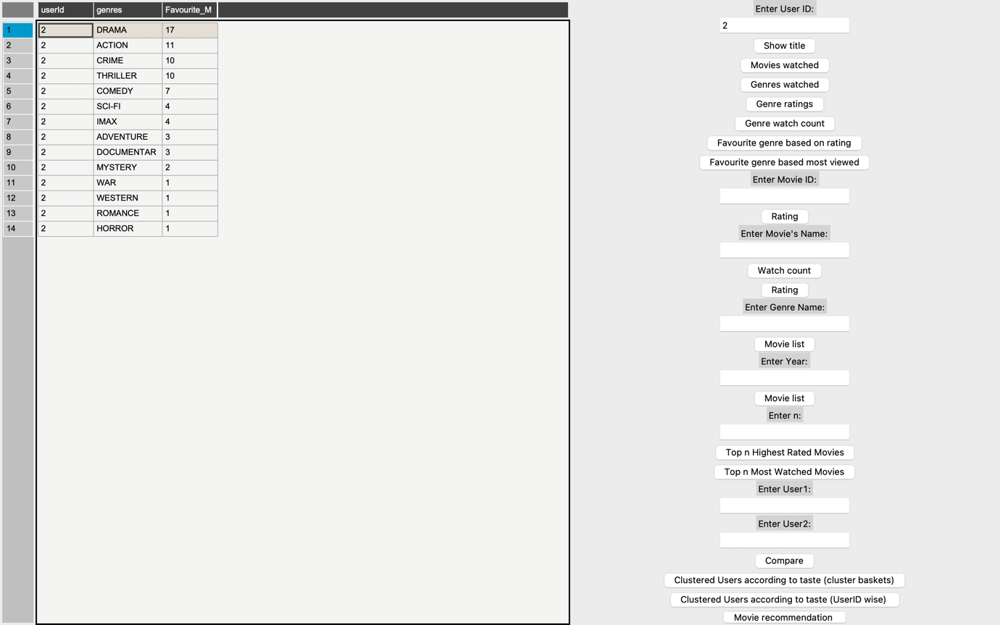 userId genres Favourite_M
1 2 DRAMA 17
2 2 ACTION 11
3 2 CRIME 10
4 2 THRILLER 10
5 2 COMEDY 7
6 2 SCI-FI 4
7 2 IMAX 4
8 2 ADVENTURE 3
9 2 DOCUMENTAR 3
10 2 MYSTERY 2
11 2 WAR 1
12 2 WESTERN 1
13 2 ROMANCE 1
14 2 HORROR 1
Enter User ID:
2
Show title
Movies watched
Genres watched
Genre ratings
Genre watch count
Favourite genre based on rating
Favourite genre based most viewed
Enter Movie ID:
Rating
Enter Movie's Name:
Watch count
Rating
Enter Genre Name:
Movie list
Enter Year:
Movie list
Enter n:
Top n Highest Rated Movies
Top n Most Watched Movies
Enter User1:
Enter User2:
Compare
Clustered Users according to taste (cluster baskets)
Clustered Users according to taste (UserID wise)
Movie recommendation